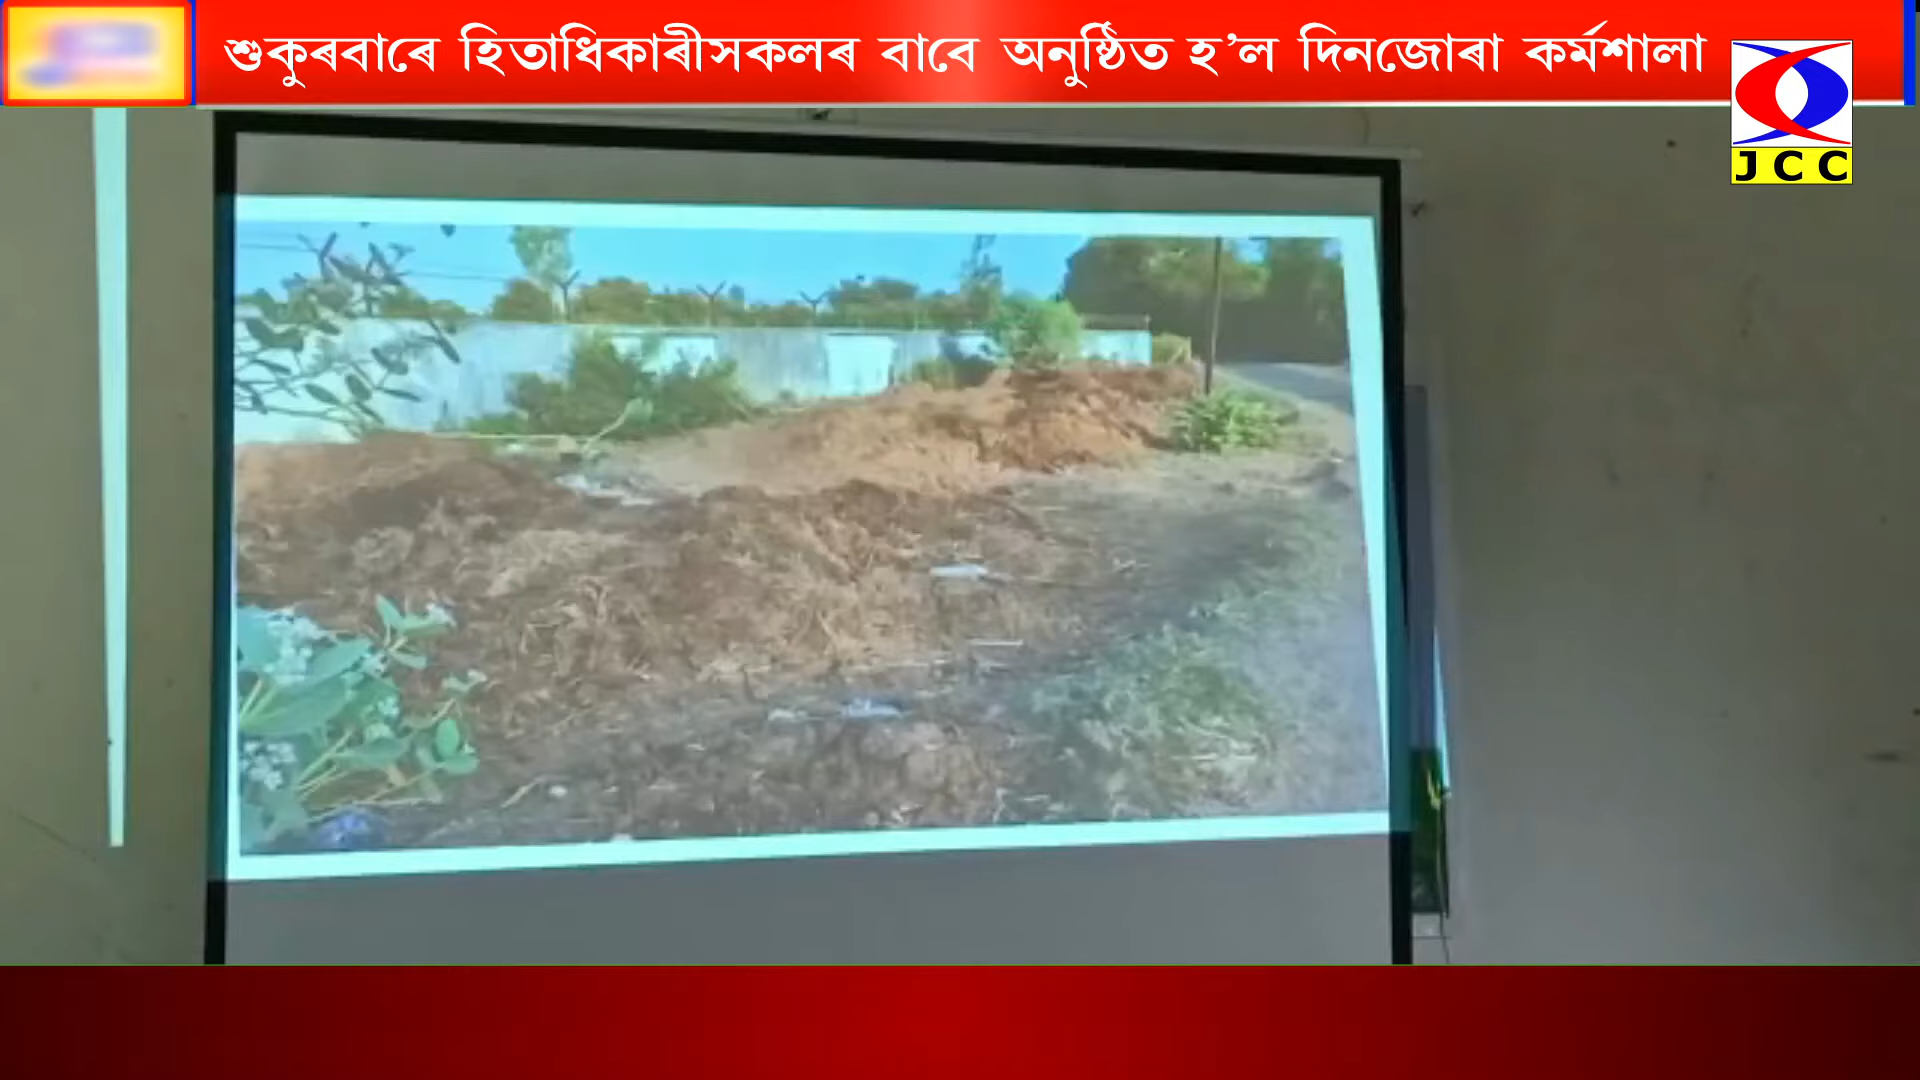 শুকুৰবাৰে হিতাধিকাৰীসকলৰ বাবে অনুষ্ঠিত হ’ল দিনজোৰা কৰ্মশালা
JCC